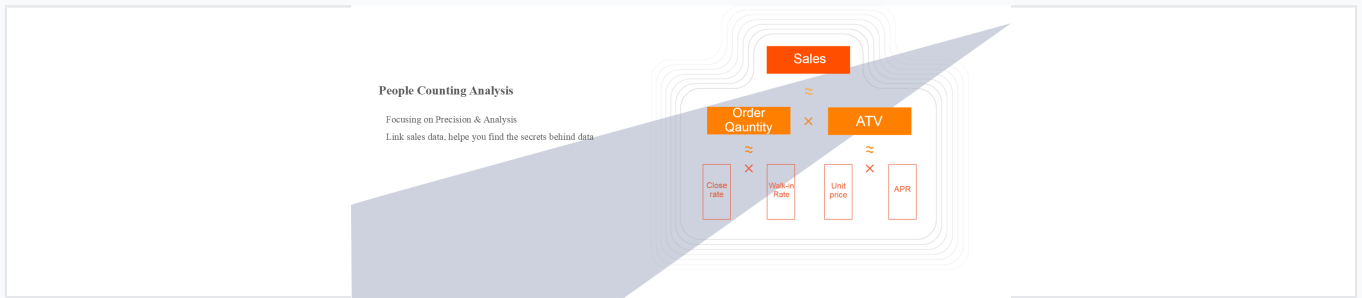 People Counting Analysis
Focusing on Precision & Analysis
Link sales data, helpe you find the secrets behind data
Sales
≈
Order
Qauntity
×
ATV
≈
≈
×
×
Close
rate
Walk-in
Rate
Unit
price
APR